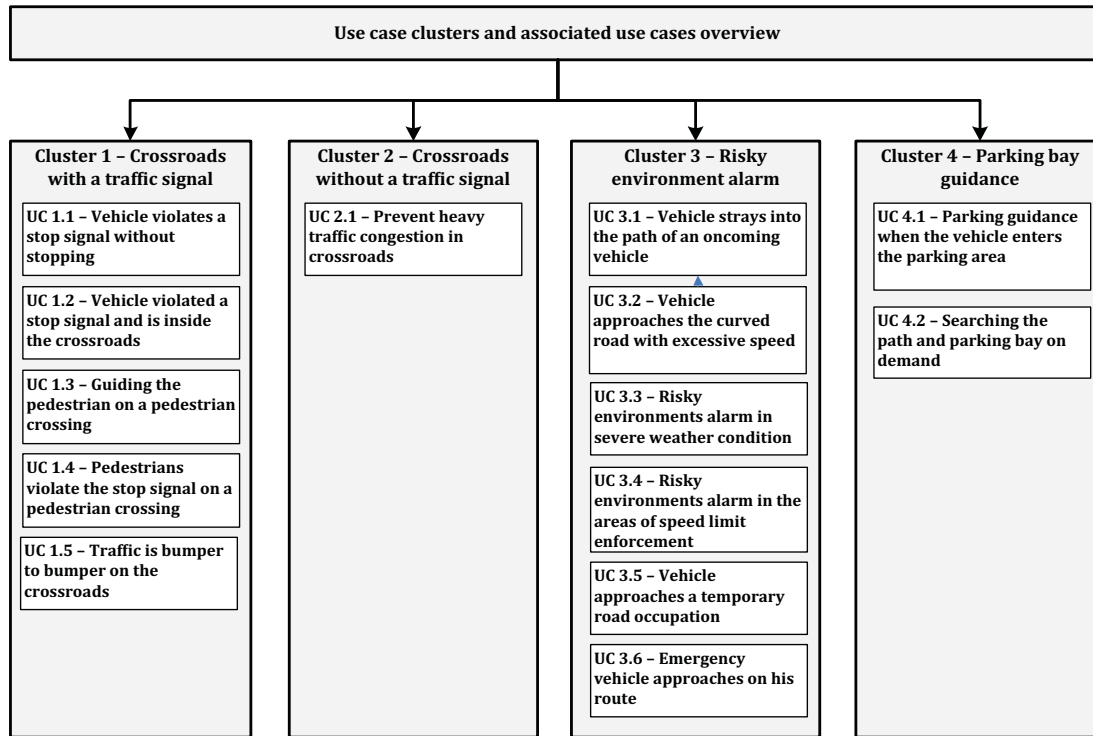 Use case clusters and associated use cases overview
Cluster 1 – Crossroads
with a traffic signal
UC 1.1 – Vehicle violates a
stop signal without
stopping
UC 1.2 – Vehicle violated a
stop signal and is inside
the crossroads
UC 1.3 – Guiding the
pedestrian on a pedestrian
crossing
UC 1.4 – Pedestrians
violate the stop signal on a
pedestrian crossing
UC 1.5 – Traffic is bumper
to bumper on the
crossroads
Cluster 2 – Crossroads
without a traffic signal
UC 2.1 – Prevent heavy
traffic congestion in
crossroads
Cluster 3 – Risky
environment alarm
UC 3.1 – Vehicle strays into
the path of an oncoming
vehicle
UC 3.2 – Vehicle
approaches the curved
road with excessive speed
UC 3.3 – Risky
environments alarm in
severe weather condition
UC 3.4 – Risky
environments alarm in the
areas of speed limit
enforcement
UC 3.5 – Vehicle
approaches a temporary
road occupation
UC 3.6 – Emergency
vehicle approaches on his
route
Cluster 4 – Parking bay
guidance
UC 4.1 – Parking guidance
when the vehicle enters
the parking area
UC 4.2 – Searching the
path and parking bay on
demand